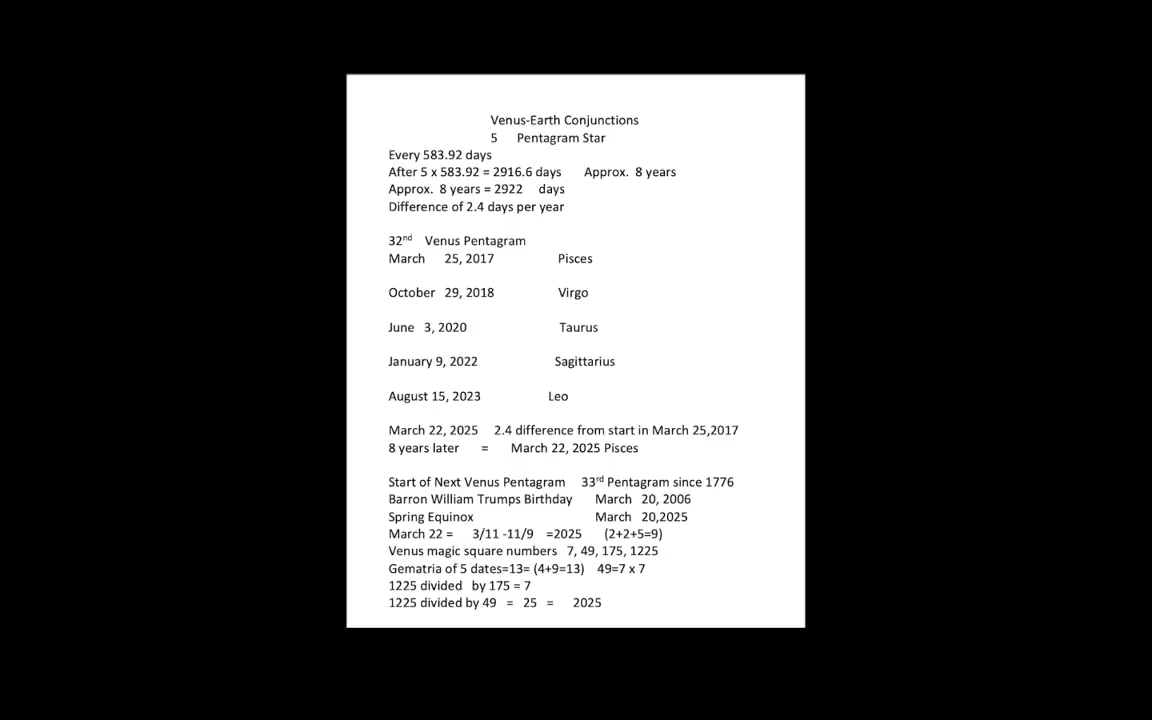 Venus-Earth Conjunctions
5 Pentagram Star
Every 583.92 days
After 5 x 583.92 = 2916.6 days Approx. 8 years
Approx. 8 years = 2922 days
Difference of 2.4 days per year
32nd Venus Pentagram
March 25, 2017 Pisces
October 29, 2018 Virgo
June 3, 2020 Taurus
January 9, 2022 Sagittarius
August 15, 2023 Leo
March 22, 2025 2.4 difference from start in March 25,2017
8 years later = March 22, 2025 Pisces
Start of Next Venus Pentagram 33rd Pentagram since 1776
Barron William Trumps Birthday March 20, 2006
Spring Equinox March 20,2025
March 22 = 3/11 -11/9 =2025 (2+2+5=9)
Venus magic square numbers 7, 49, 175, 1225
Gematria of 5 dates=13= (4+9=13) 49=7 x 7
1225 divided by 175 = 7
1225 divided by 49 = 25 = 2025